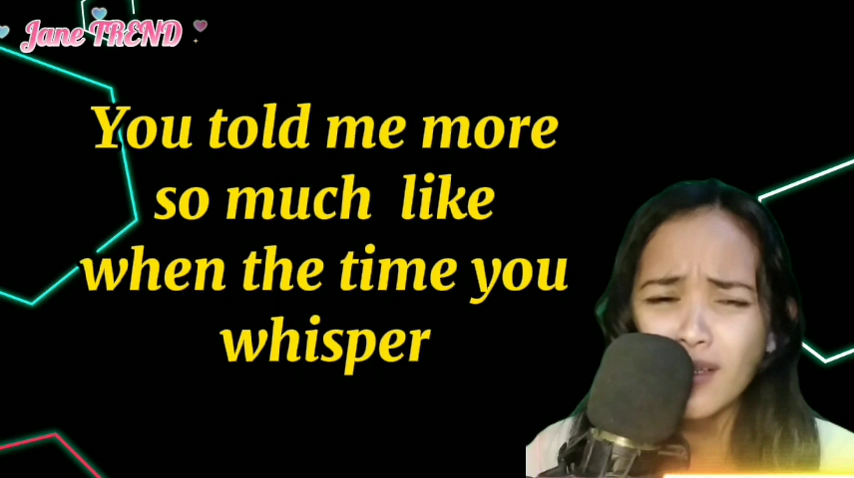 Jane TREND
You told me more
so much like
when the time you
whisper